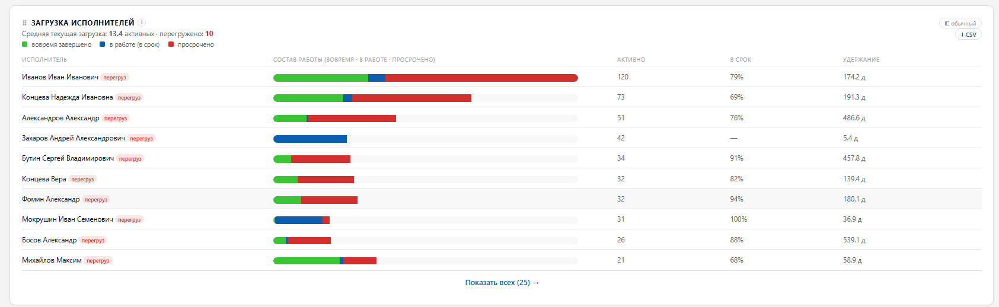 ЗАГРУЗКА ИСПОЛНИТЕЛЕЙ i
обычный
Средняя текущая загрузка: 13.4 активных · перегружено: 10
↓ CSV
вовремя завершено в работе (в срок) просрочено
ИСПОЛНИТЕЛЬ СОСТАВ РАБОТЫ (ВОВРЕМЯ · В РАБОТЕ · ПРОСРОЧЕНО) АКТИВНО В СРОК УДЕРЖАНИЕ
Иванов Иван Иванович перегруз 120 79% 174.2 д
Концева Надежда Ивановна перегруз 73 69% 191.3 д
Александров Александр перегруз 51 76% 486.6 д
Захаров Андрей Александрович перегруз 42 — 5.4 д
Бутин Сергей Владимирович перегруз 34 91% 457.8 д
Концева Вера перегруз 32 82% 139.4 д
Фомин Александр перегруз 32 94% 180.1 д
Мокрушин Иван Семенович перегруз 31 100% 36.9 д
Босов Александр перегруз 26 88% 539.1 д
Михайлов Максим перегруз 21 68% 58.9 д
Показать всех (25) →